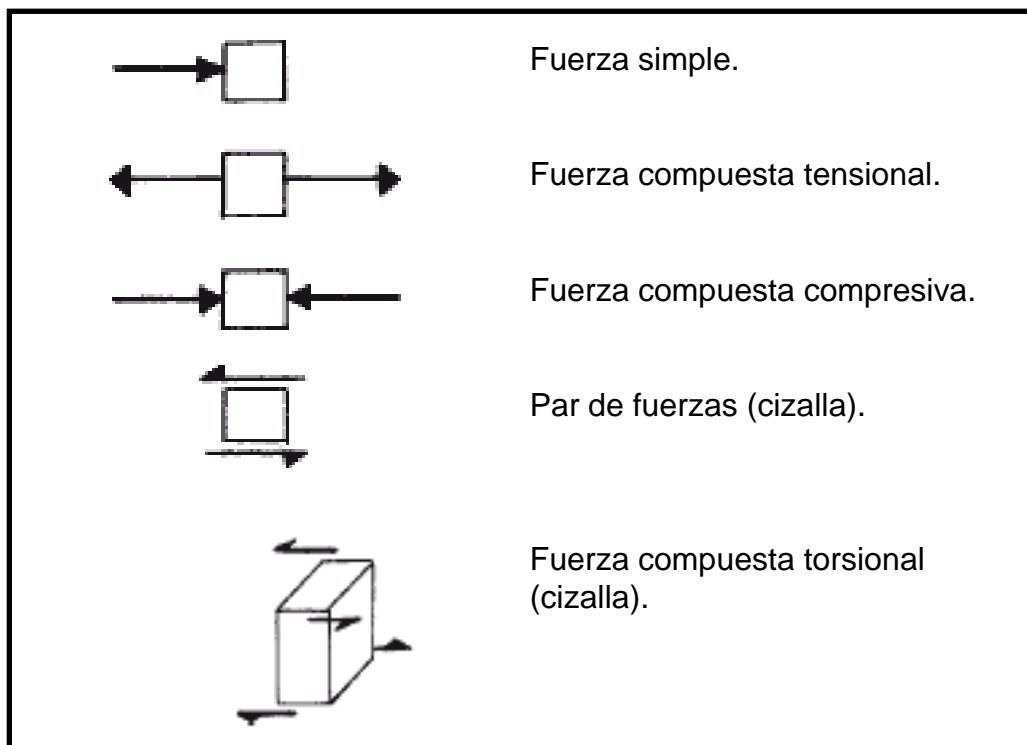 Fuerza simple.
Fuerza compuesta tensional.
Fuerza compuesta compresiva.
Par de fuerzas (cizalla).
Fuerza compuesta torsional
(cizalla).